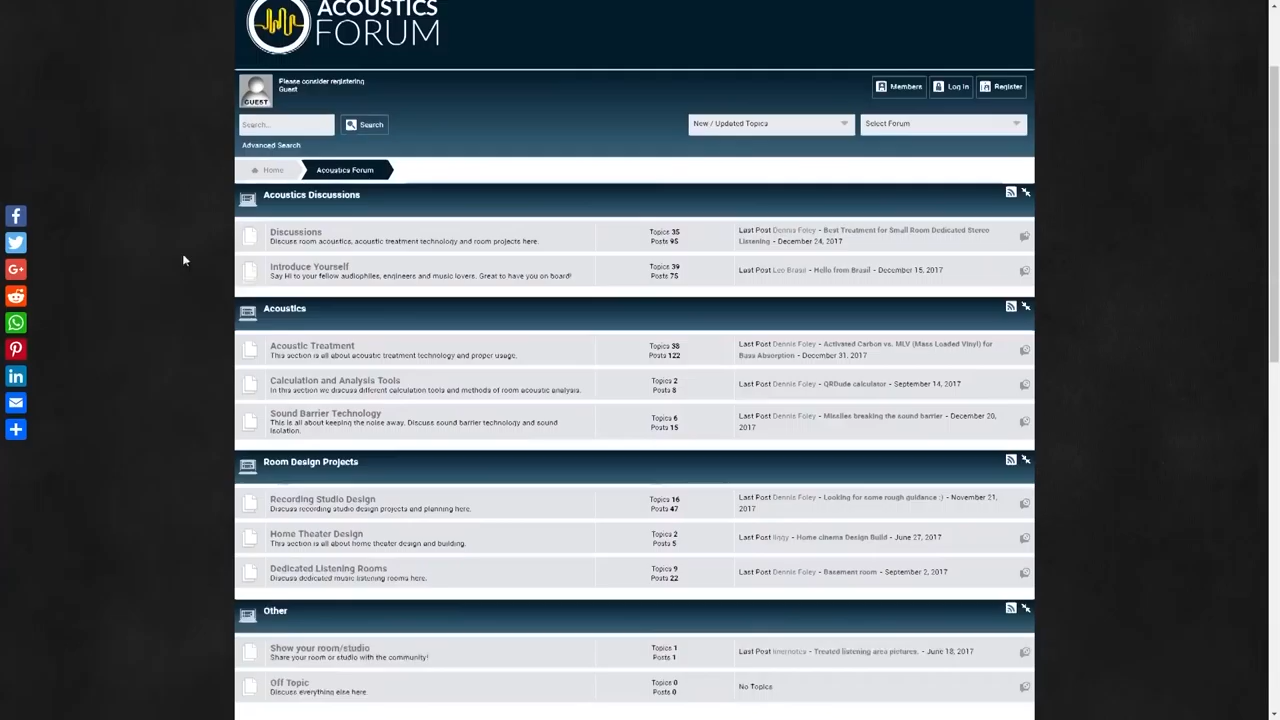 ACOUSTICS
FORUM
Please consider registering
Guest
GUEST
Members
Log In
Register
Search...
Search
New / Updated Topics
Select Forum
Advanced Search
Home
Acoustics Forum
Acoustics Discussions
Discussions
Discuss room acoustics, acoustic treatment technology and room projects here.
Topics 35
Posts 95
Last Post Dennis Foley - Best Treatment for Small Room Dedicated Stereo
Listening - December 24, 2017
Introduce Yourself
Say Hi to your fellow audiophiles, engineers and music lovers. Great to have you on board!
Topics 39
Posts 75
Last Post Leo Brasil - Hello from Brasil - December 15, 2017
Acoustics
Acoustic Treatment
This section is all about acoustic treatment technology and proper usage.
Topics 38
Posts 122
Last Post Dennis Foley - Activated Carbon vs. MLV (Mass Loaded Vinyl) for
Bass Absorption - December 31, 2017
Calculation and Analysis Tools
In this section we discuss different calculation tools and methods of room acoustic analysis.
Topics 2
Posts 8
Last Post Dennis Foley - QRDude calculator - September 14, 2017
Sound Barrier Technology
This is all about keeping the noise away. Discuss sound barrier technology and sound
isolation.
Topics 6
Posts 15
Last Post Dennis Foley - Missiles breaking the sound barrier - December 20,
2017
Room Design Projects
Recording Studio Design
Discuss recording studio design projects and planning here.
Topics 16
Posts 47
Last Post Dennis Foley - Looking for some rough guidance :) - November 21,
2017
Home Theater Design
This section is all about home theater design and building.
Topics 2
Posts 5
Last Post - Home cinema Design Build - June 27, 2017
Dedicated Listening Rooms
Discuss dedicated music listening rooms here.
Topics 9
Posts 22
Last Post Dennis Foley - Basement room - September 2, 2017
Other
Show your room/studio
Share your room or studio with the community!
Topics 1
Posts 1
Last Post - Treated listening area pictures. - June 18, 2017
Off Topic
Discuss everything else here.
Topics 0
Posts 0
No Topics